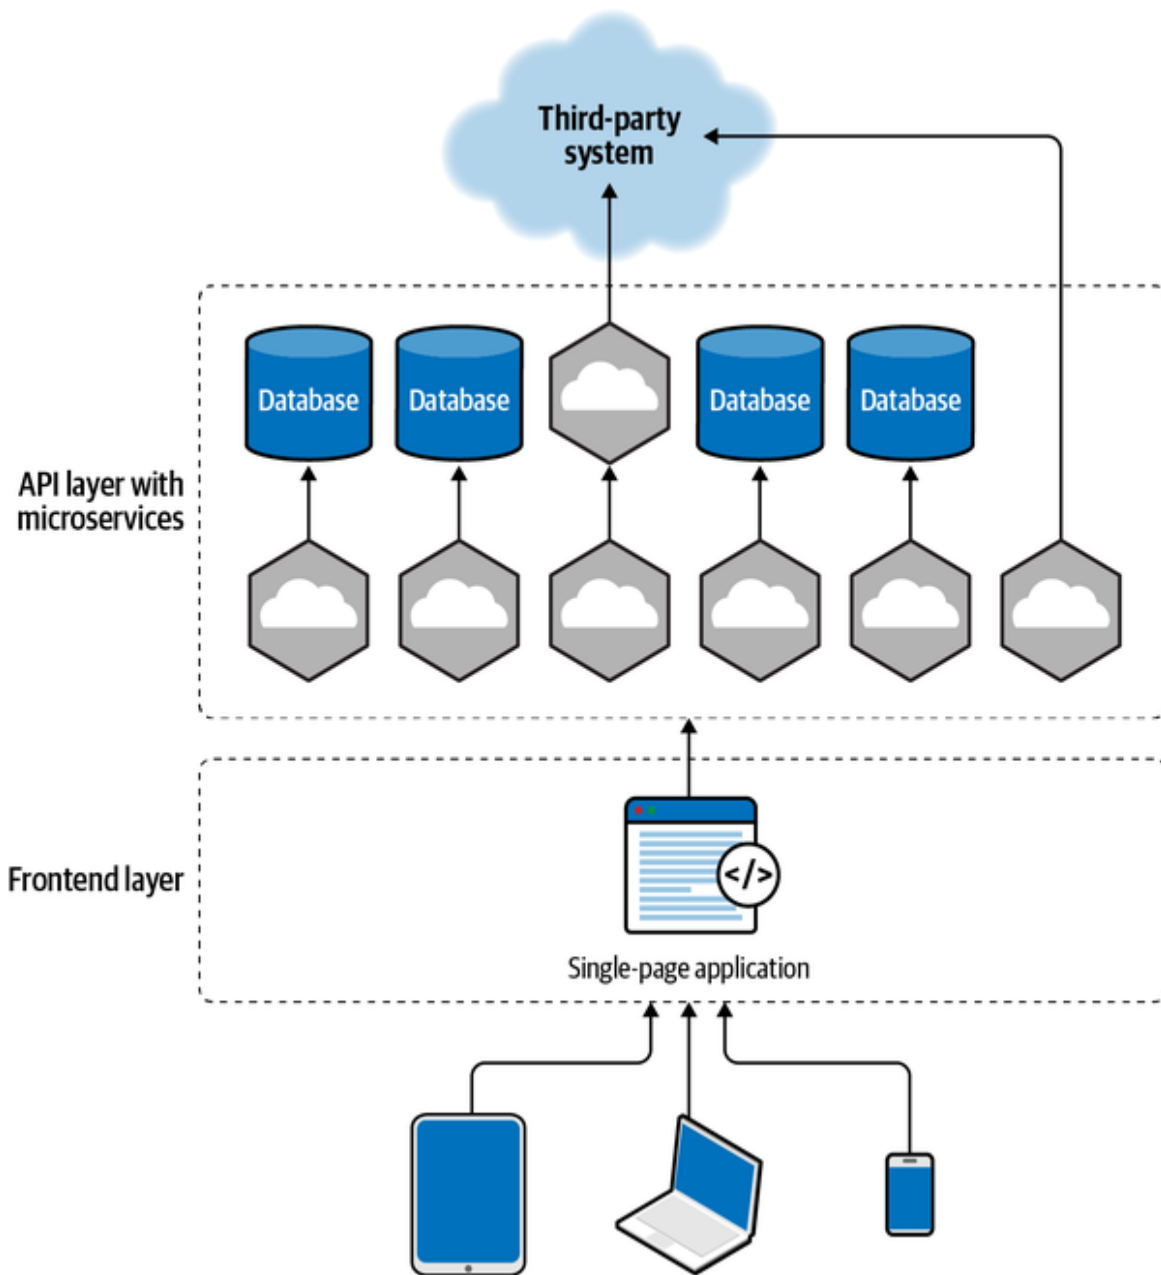 Third-party
system
Database
Database
Database
Database
API layer with
microservices
Frontend layer
</>
Single-page application